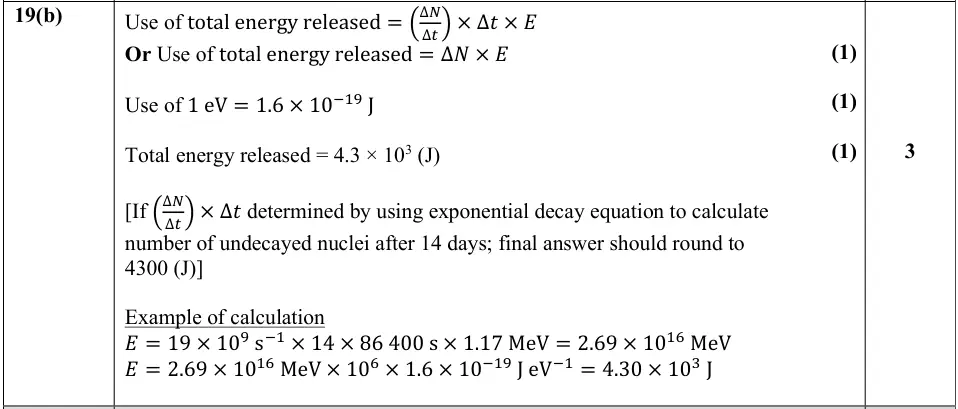 19(b)
Use of total energy released = (ΔN/Δt) × Δt × E
Or Use of total energy released = ΔN × E (1)
Use of 1 eV = 1.6 × 10⁻¹⁹ J (1)
Total energy released = 4.3 × 10³ (J) (1) 3
[If (ΔN/Δt) × Δt determined by using exponential decay equation to calculate
number of undecayed nuclei after 14 days; final answer should round to
4300 (J)]
Example of calculation
E = 19 × 10⁹ s⁻¹ × 14 × 86 400 s × 1.17 MeV = 2.69 × 10¹⁶ MeV
E = 2.69 × 10¹⁶ MeV × 10⁶ × 1.6 × 10⁻¹⁹ J eV⁻¹ = 4.30 × 10³ J